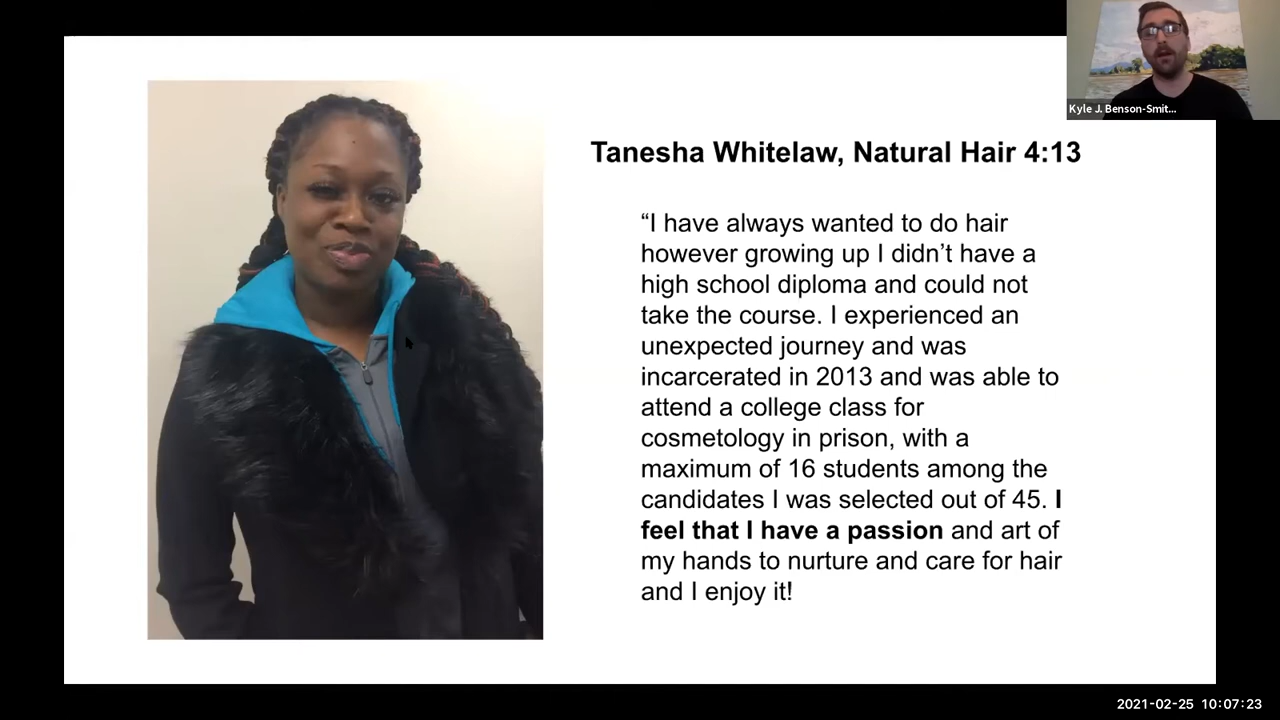 Kyle J. Benson-Smit...
Tanesha Whitelaw, Natural Hair 4:13
“I have always wanted to do hair
however growing up I didn’t have a
high school diploma and could not
take the course. I experienced an
unexpected journey and was
incarcerated in 2013 and was able to
attend a college class for
cosmetology in prison, with a
maximum of 16 students among the
candidates I was selected out of 45. I
feel that I have a passion and art of
my hands to nurture and care for hair
and I enjoy it!
2021-02-25 10:07:23